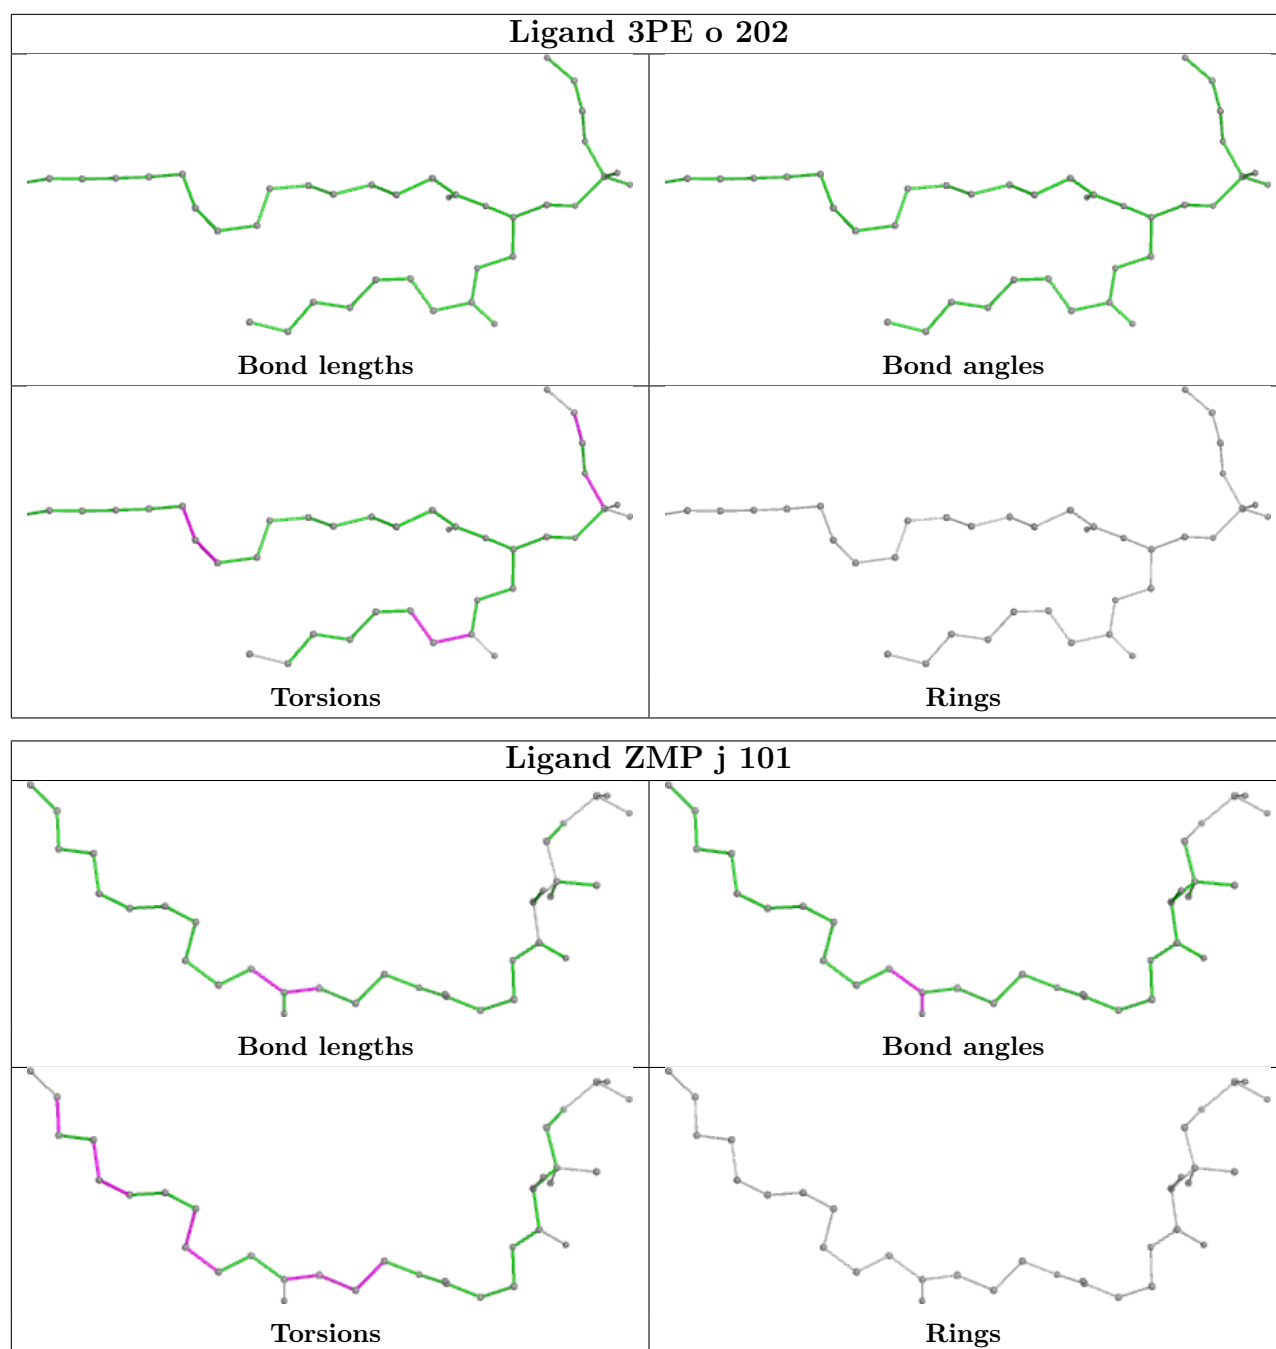 Ligand 3PE o 202
Bond lengths
Bond angles
Torsions
Rings
Ligand ZMP j 101
Bond lengths
Bond angles
Torsions
Rings